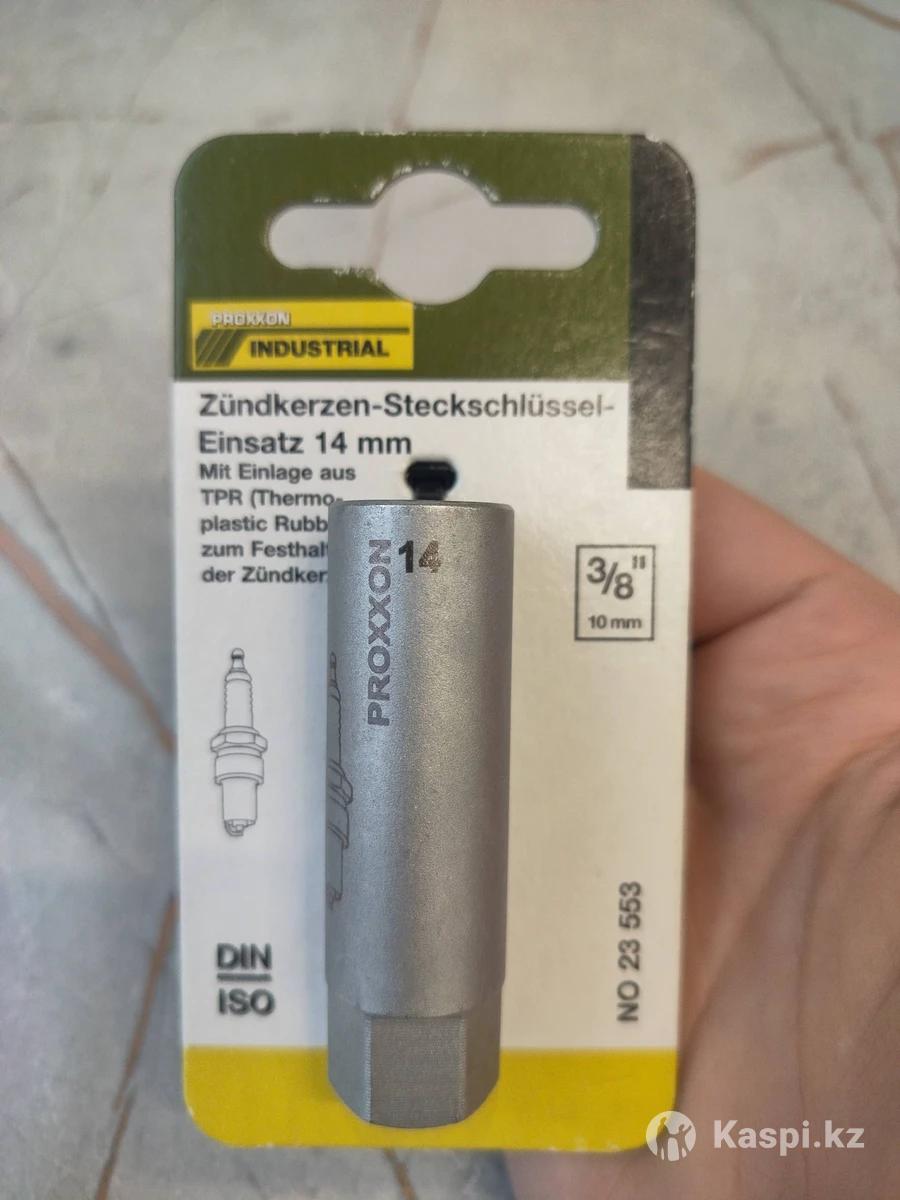 PROXXON
INDUSTRIAL
Zündkerzen-Steckschlüssel-
Einsatz 14 mm
Mit Einlage aus
TPR (Thermo-
plastic Rubb
zum Festhal
der Zündker
14
PROXXON
3/8"
10 mm
DIN
ISO
NO 23 553
Kaspi.kz